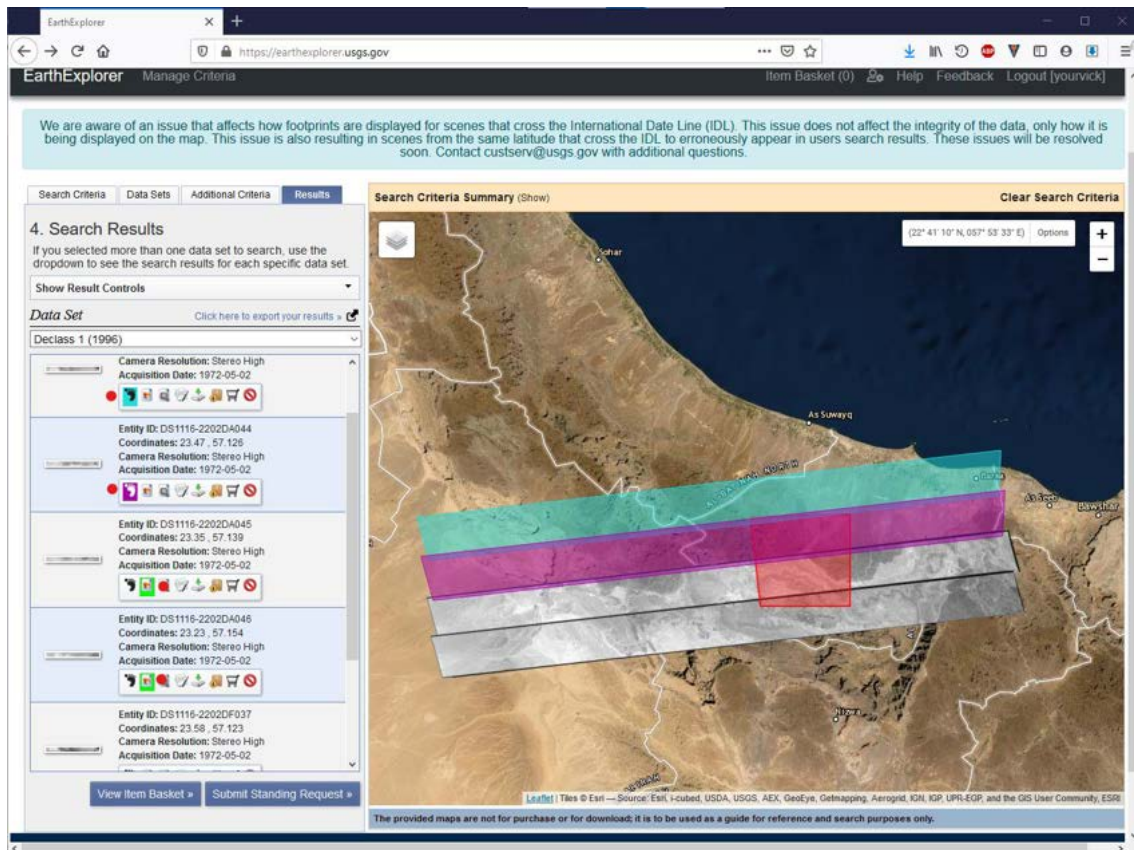 EarthExplorer
https://earthexplorer.usgs.gov
EarthExplorer Manage Criteria Item Basket (0) Help Feedback Logout [yourvick]
We are aware of an issue that affects how footprints are displayed for scenes that cross the International Date Line (IDL). This issue does not affect the integrity of the data, only how it is
being displayed on the map. This issue is also resulting in scenes from the same latitude that cross the IDL to erroneously appear in users search results. These issues will be resolved
soon. Contact custserv@usgs.gov with additional questions.
Search Criteria Data Sets Additional Criteria Results
4. Search Results
If you selected more than one data set to search, use the
dropdown to see the search results for each specific data set.
Show Result Controls
Data Set Click here to export your results »
Declass 1 (1996)
Camera Resolution: Stereo High
Acquisition Date: 1972-05-02
Entity ID: DS1116-2202DA044
Coordinates: 23.47 , 57.126
Camera Resolution: Stereo High
Acquisition Date: 1972-05-02
Entity ID: DS1116-2202DA045
Coordinates: 23.35 , 57.139
Camera Resolution: Stereo High
Acquisition Date: 1972-05-02
Entity ID: DS1116-2202DA046
Coordinates: 23.23 , 57.154
Camera Resolution: Stereo High
Acquisition Date: 1972-05-02
Entity ID: DS1116-2202DF037
Coordinates: 23.58 , 57.123
Camera Resolution: Stereo High
Acquisition Date: 1972-05-02
View Item Basket » Submit Standing Request »
Search Criteria Summary (Show) Clear Search Criteria
(22° 41' 10" N, 057° 53' 33" E) Options
+
−
Sohar
As Suwayq
As Seeb
Bawshar
Nizwa
Leaflet | Tiles © Esri — Source: Esri, i-cubed, USDA, USGS, AEX, GeoEye, Getmapping, Aerogrid, IGN, IGP, UPR-EGP, and the GIS User Community, ESRI
The provided maps are not for purchase or for download; it is to be used as a guide for reference and search purposes only.